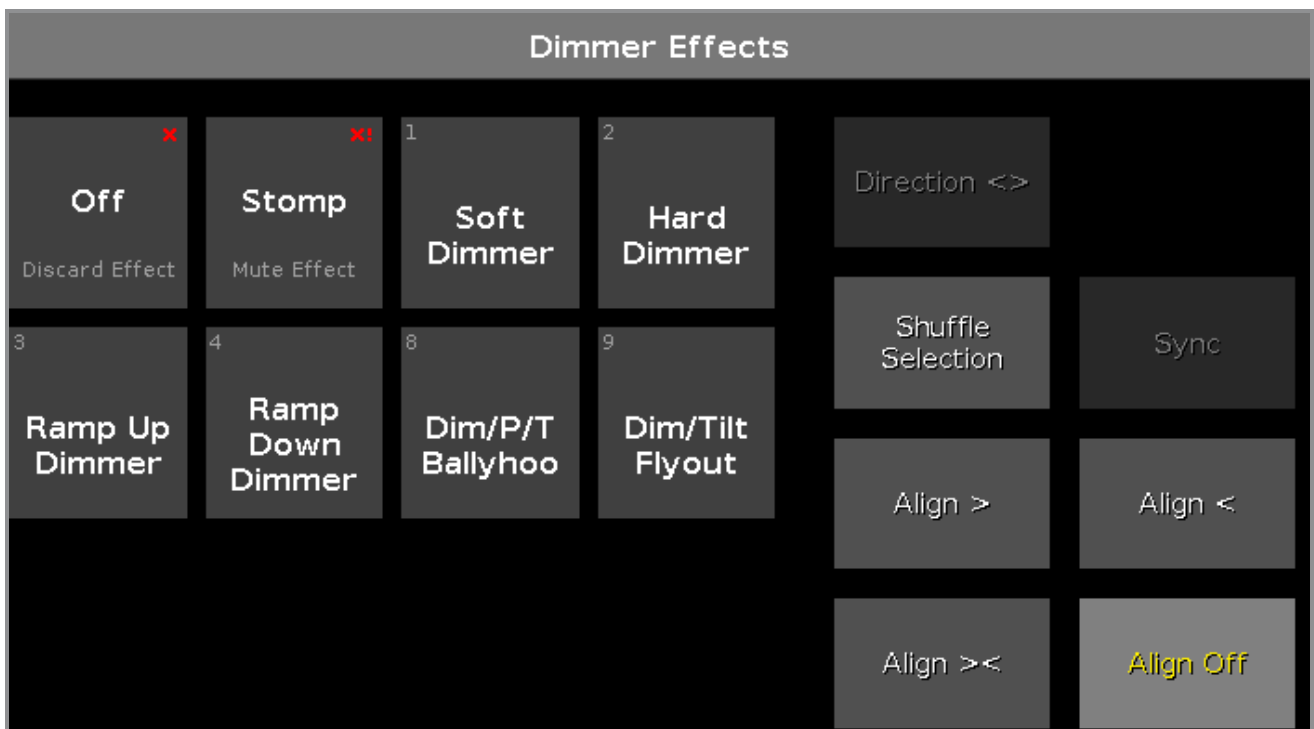 Dimmer Effects
x
Off
Discard Effect
x!
Stomp
Mute Effect
1
Soft
Dimmer
2
Hard
Dimmer
3
Ramp Up
Dimmer
4
Ramp
Down
Dimmer
8
Dim/P/T
Ballyhoo
9
Dim/Tilt
Flyout
Direction <>
Shuffle
Selection
Sync
Align >
Align <
Align ><
Align Off